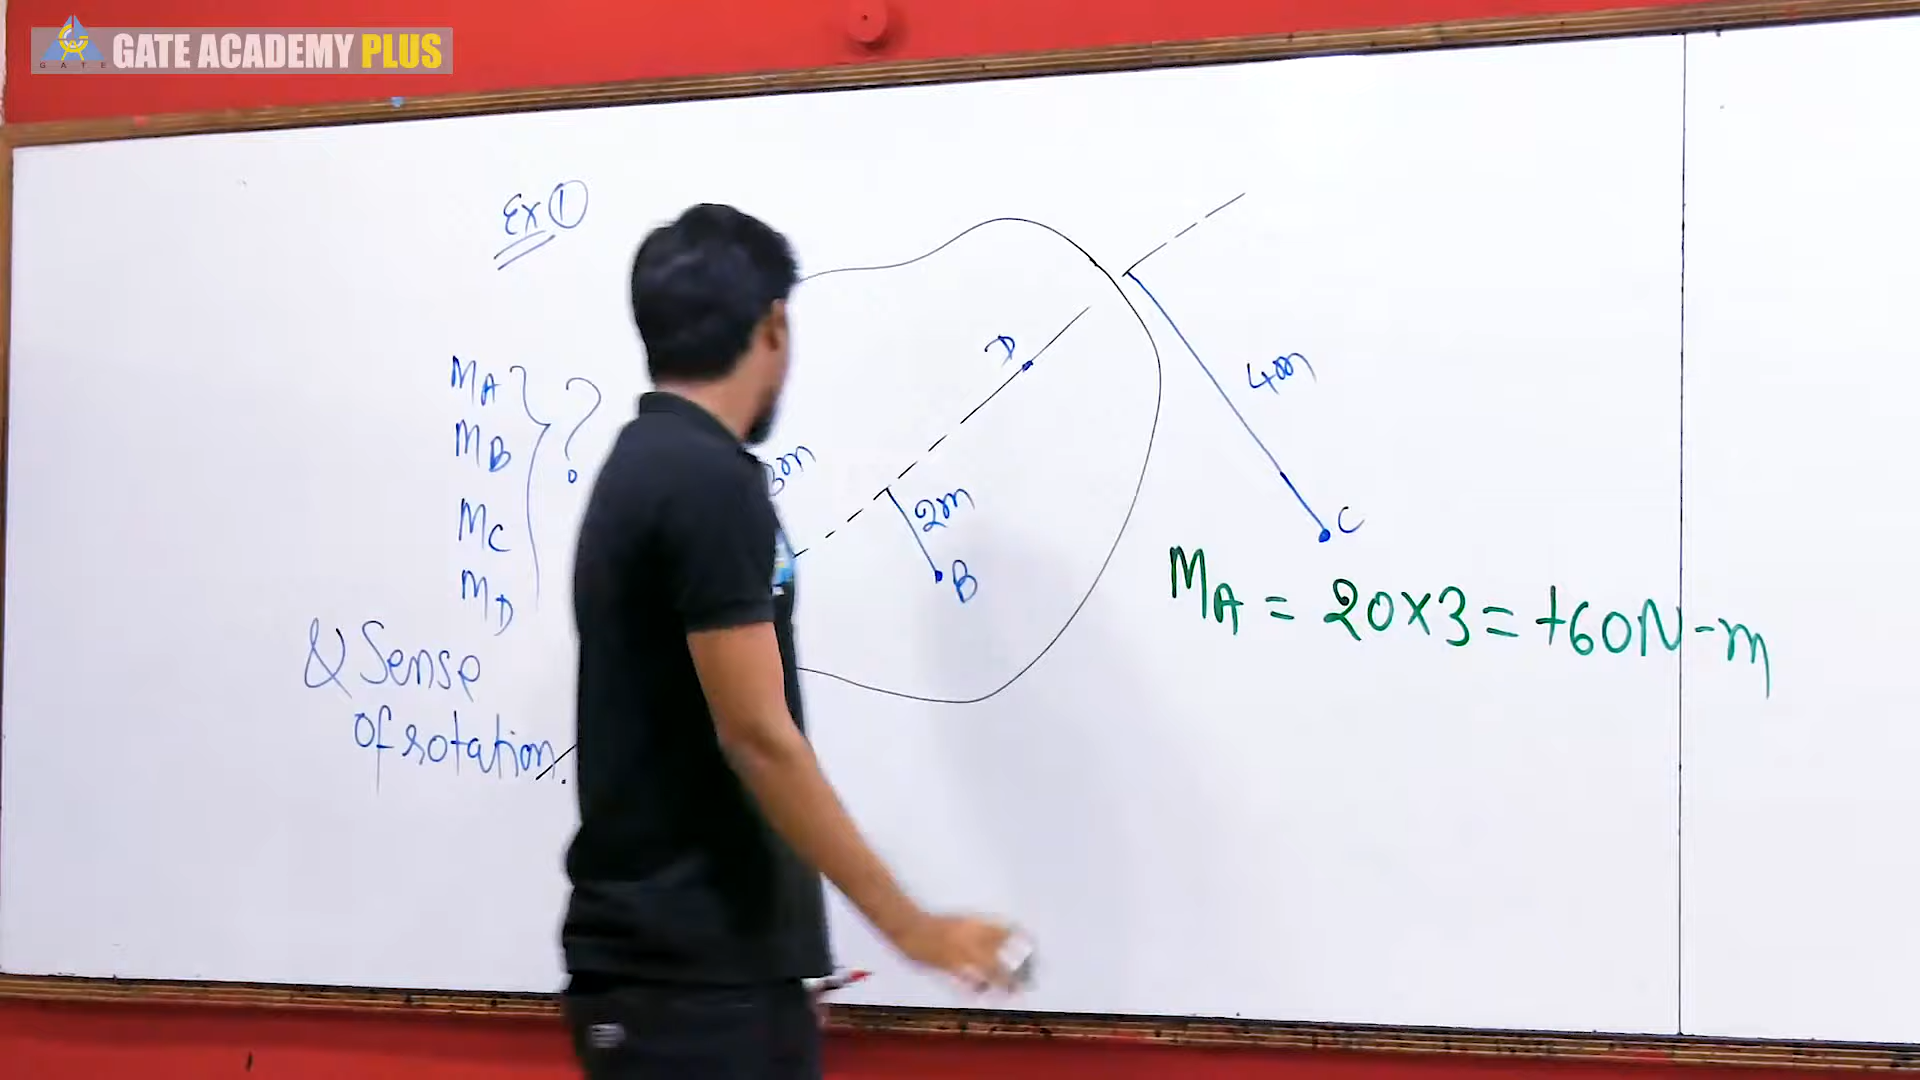 GATE ACADEMY PLUS
GATE
Ex ①
MA
MB
MC
MD
?
& Sense
of rotation.
3m
D
2m
B
4m
C
MA = 20×3 = +60N-m